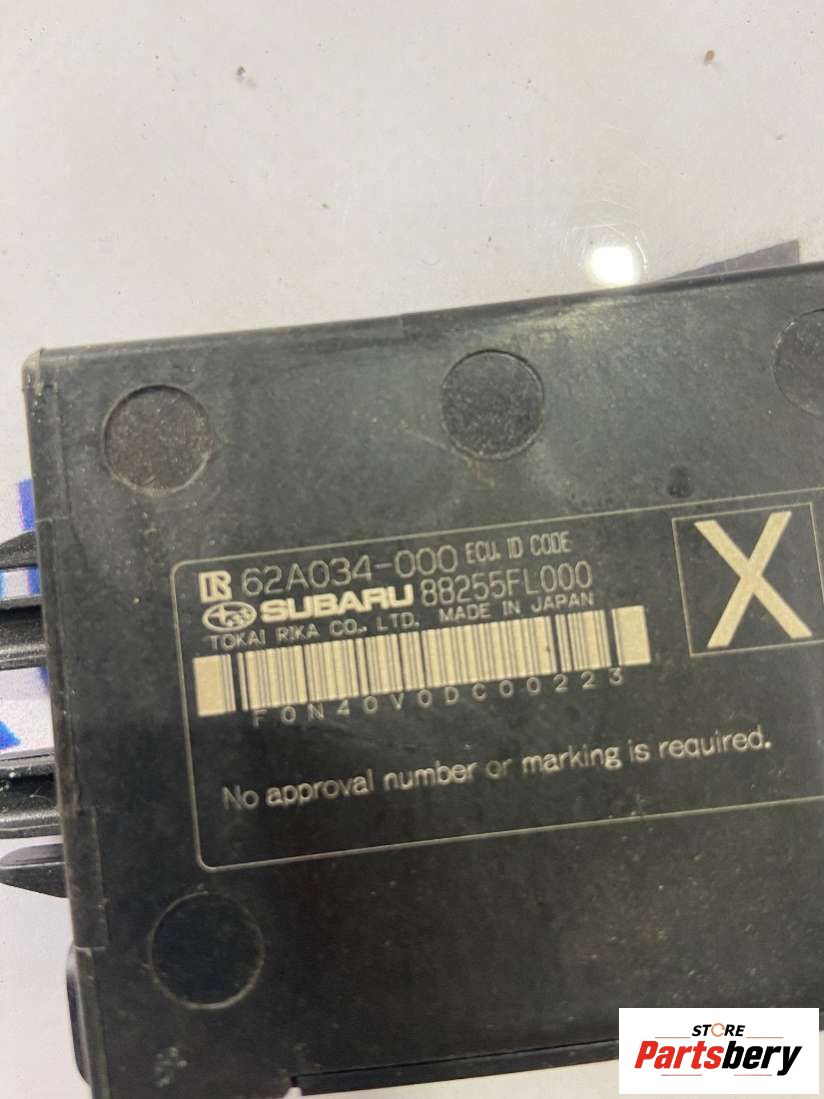 62A034-000 ECU. ID CODE
SUBARU 88255FL000
TOKAI RIKA CO., LTD. MADE IN JAPAN
X
F0N40V0DC00223
No approval number or marking is required.
STORE
Partsbery